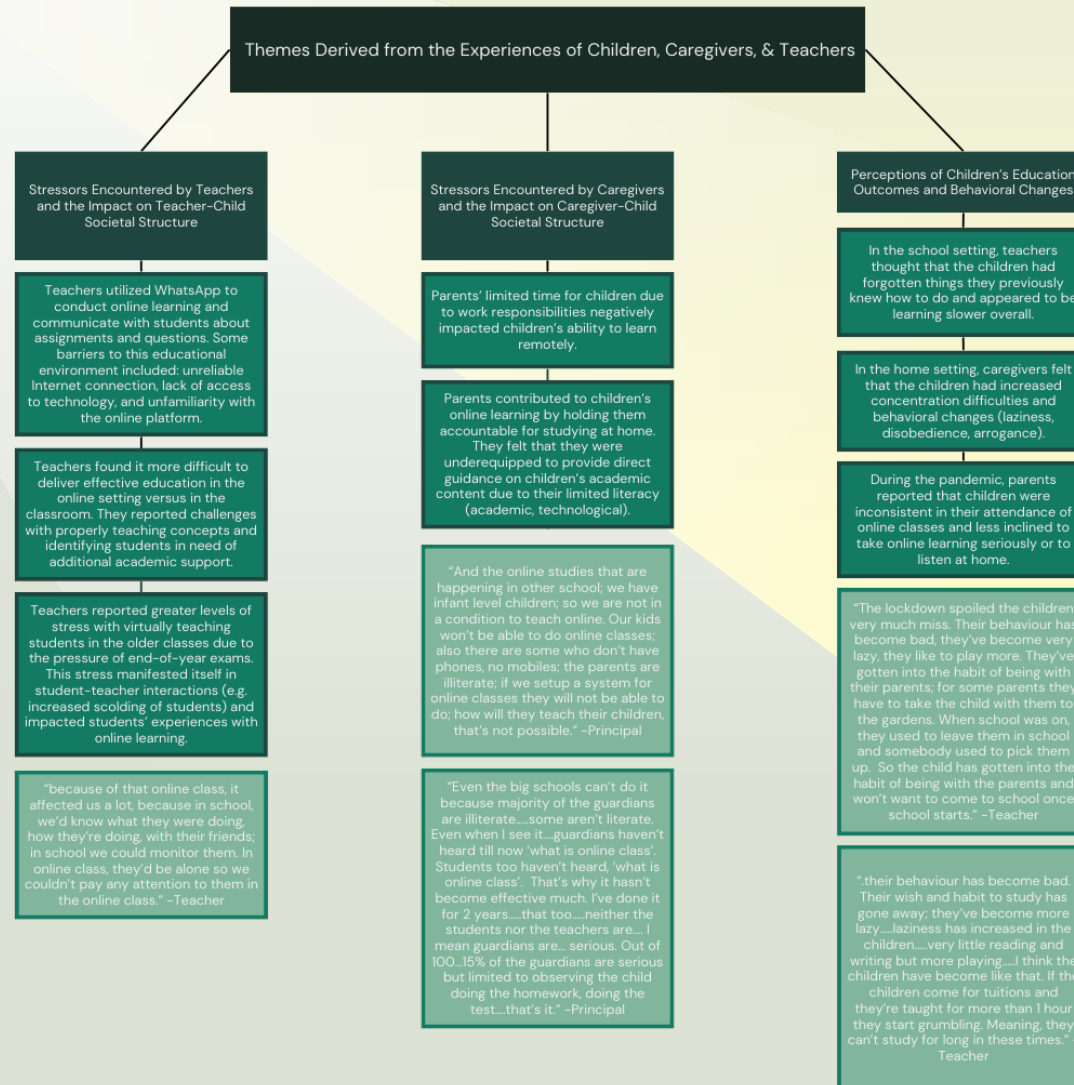 Themes Derived from the Experiences of Children, Caregivers, & Teachers
Stressors Encountered by Teachers
and the Impact on Teacher-Child
Societal Structure
Teachers utilized WhatsApp to
conduct online learning and
communicate with students about
assignments and questions. Some
barriers to this educational
environment included: unreliable
Internet connection, lack of access
to technology, and unfamiliarity with
the online platform.
Teachers found it more difficult to
deliver effective education in the
online setting versus in the
classroom. They reported challenges
with properly teaching concepts and
identifying students in need of
additional academic support.
Teachers reported greater levels of
stress with virtually teaching
students in the older classes due to
the pressure of end-of-year exams.
This stress manifested itself in
student-teacher interactions (e.g.
increased scolding of students) and
impacted students' experiences with
online learning.
"because of that online class, it
affected us a lot, because in school,
we'd know what they were doing,
how they're doing, with their friends;
in school we could monitor them. In
online class, they'd be alone so we
couldn't pay any attention to them in
the online class." -Teacher
Stressors Encountered by Caregivers
and the Impact on Caregiver-Child
Societal Structure
Parents' limited time for children due
to work responsibilities negatively
impacted children's ability to learn
remotely.
Parents contributed to children's
online learning by holding them
accountable for studying at home.
They felt that they were
underequipped to provide direct
guidance on children's academic
content due to their limited literacy
(academic, technological).
"And the online studies that are
happening in other school; we have
infant level children; so we are not in
a condition to teach online. Our kids
won't be able to do online classes;
also there are some who don't have
phones, no mobiles; the parents are
illiterate; if we setup a system for
online classes they will not be able to
do; how will they teach their children,
that's not possible." -Principal
"Even the big schools can't do it
because majority of the guardians
are illiterate.....some aren't literate.
Even when I see it....guardians haven't
heard till now 'what is online class'.
Students too haven't heard, 'what is
online class'. That's why it hasn't
become effective much. I've done it
for 2 years.....that too.....neither the
students nor the teachers are.... I
mean guardians are... serious. Out of
100...15% of the guardians are serious
but limited to observing the child
doing the homework, doing the
test....that's it." -Principal
Perceptions of Children's Education
Outcomes and Behavioral Changes
In the school setting, teachers
thought that the children had
forgotten things they previously
knew how to do and appeared to be
learning slower overall.
In the home setting, caregivers felt
that the children had increased
concentration difficulties and
behavioral changes (laziness,
disobedience, arrogance).
During the pandemic, parents
reported that children were
inconsistent in their attendance of
online classes and less inclined to
take online learning seriously or to
listen at home.
"The lockdown spoiled the children
very much miss. Their behaviour has
become bad, they've become very
lazy, they like to play more. They've
gotten into the habit of being with
their parents; for some parents they
have to take the child with them to
the gardens. When school was on,
they used to leave them in school
and somebody used to pick them
up. So the child has gotten into the
habit of being with the parents and
won't want to come to school once
school starts." -Teacher
".their behaviour has become bad.
Their wish and habit to study has
gone away; they've become more
lazy.....laziness has increased in the
children.....very little reading and
writing but more playing.....I think the
children have become like that. If the
children come for tuitions and
they're taught for more than 1 hour
they start grumbling. Meaning, they
can't study for long in these times." -
Teacher